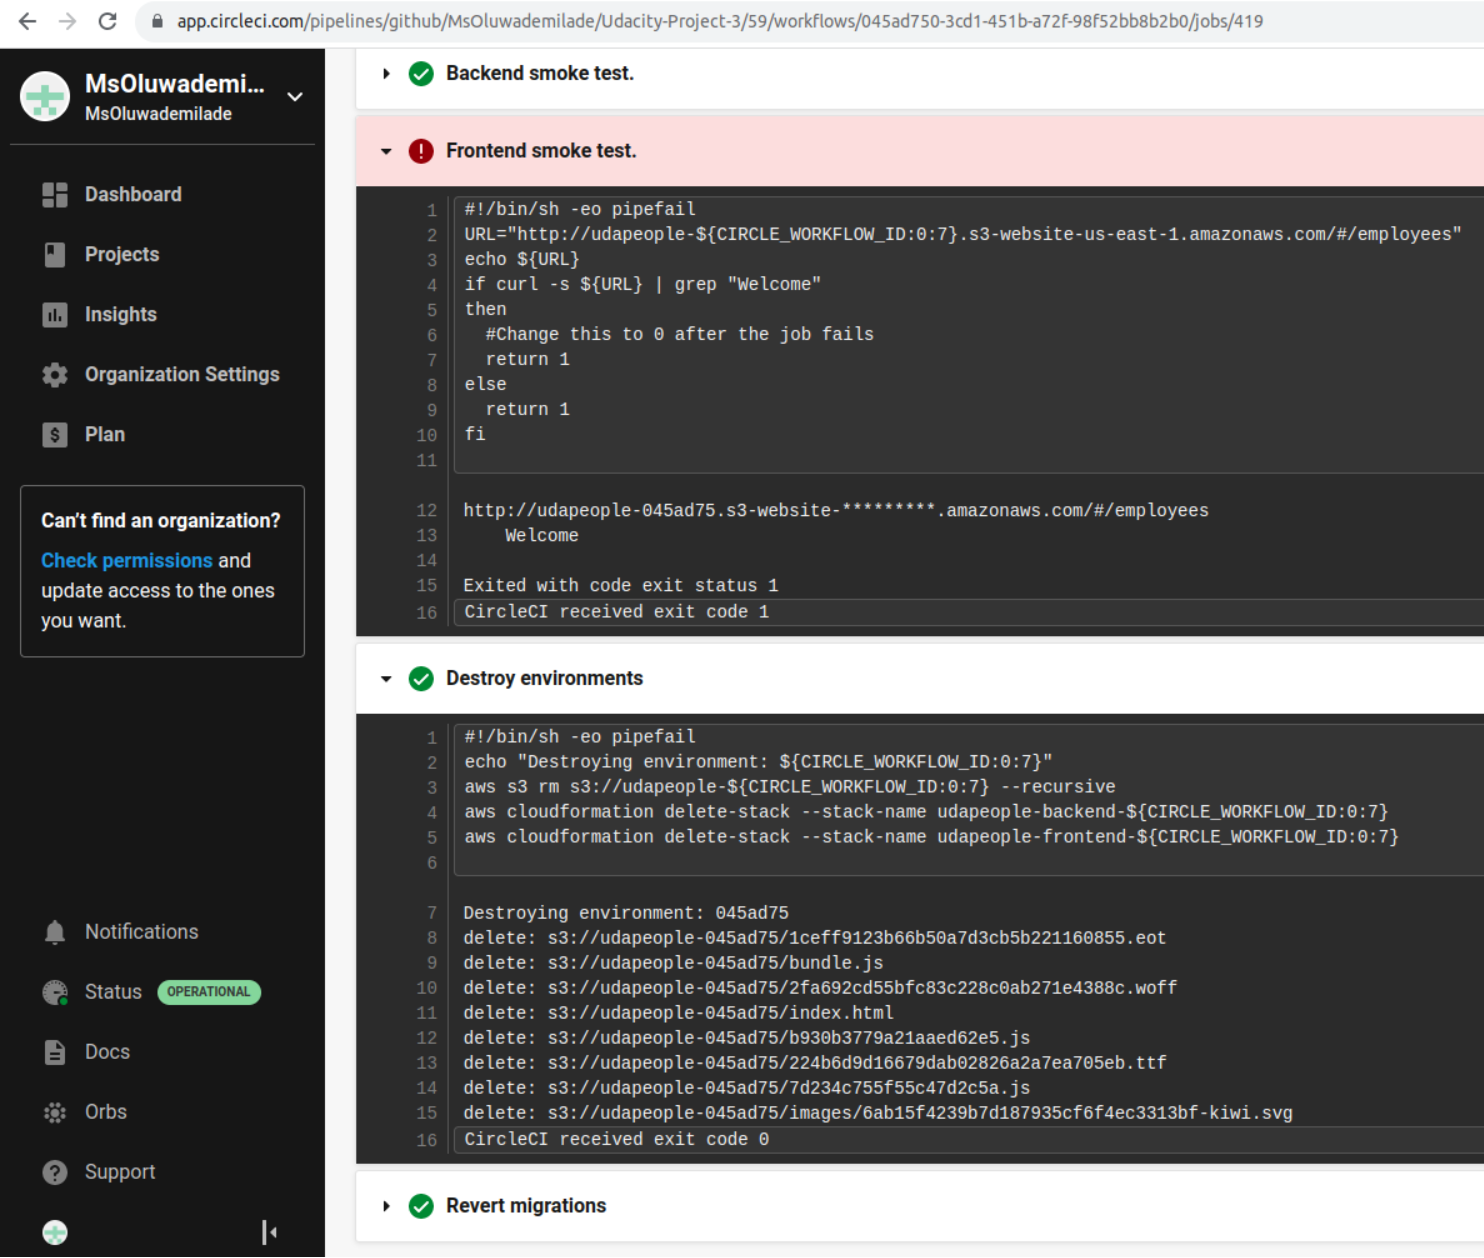 app.circleci.com/pipelines/github/MsOluwademilade/Udacity-Project-3/59/workflows/045ad750-3cd1-451b-a72f-98f52bb8b2b0/jobs/419
MsOluwademi...
MsOluwademilade
Dashboard
Projects
Insights
Organization Settings
Plan
Can't find an organization?
Check permissions and
update access to the ones
you want.
Notifications
Status OPERATIONAL
Docs
Orbs
Support
Backend smoke test.
Frontend smoke test.
1 #!/bin/sh -eo pipefail
2 URL="http://udapeople-${CIRCLE_WORKFLOW_ID:0:7}.s3-website-us-east-1.amazonaws.com/#/employees"
3 echo ${URL}
4 if curl -s ${URL} | grep "Welcome"
5 then
6   #Change this to 0 after the job fails
7   return 1
8 else
9   return 1
10 fi
11
12 http://udapeople-045ad75.s3-website-*********.amazonaws.com/#/employees
13     Welcome
14
15 Exited with code exit status 1
16 CircleCI received exit code 1
Destroy environments
1 #!/bin/sh -eo pipefail
2 echo "Destroying environment: ${CIRCLE_WORKFLOW_ID:0:7}"
3 aws s3 rm s3://udapeople-${CIRCLE_WORKFLOW_ID:0:7} --recursive
4 aws cloudformation delete-stack --stack-name udapeople-backend-${CIRCLE_WORKFLOW_ID:0:7}
5 aws cloudformation delete-stack --stack-name udapeople-frontend-${CIRCLE_WORKFLOW_ID:0:7}
6
7 Destroying environment: 045ad75
8 delete: s3://udapeople-045ad75/1ceff9123b66b50a7d3cb5b221160855.eot
9 delete: s3://udapeople-045ad75/bundle.js
10 delete: s3://udapeople-045ad75/2fa692cd55bfc83c228c0ab271e4388c.woff
11 delete: s3://udapeople-045ad75/index.html
12 delete: s3://udapeople-045ad75/b930b3779a21aaed62e5.js
13 delete: s3://udapeople-045ad75/224b6d9d16679dab02826a2a7ea705eb.ttf
14 delete: s3://udapeople-045ad75/7d234c755f55c47d2c5a.js
15 delete: s3://udapeople-045ad75/images/6ab15f4239b7d187935cf6f4ec3313bf-kiwi.svg
16 CircleCI received exit code 0
Revert migrations